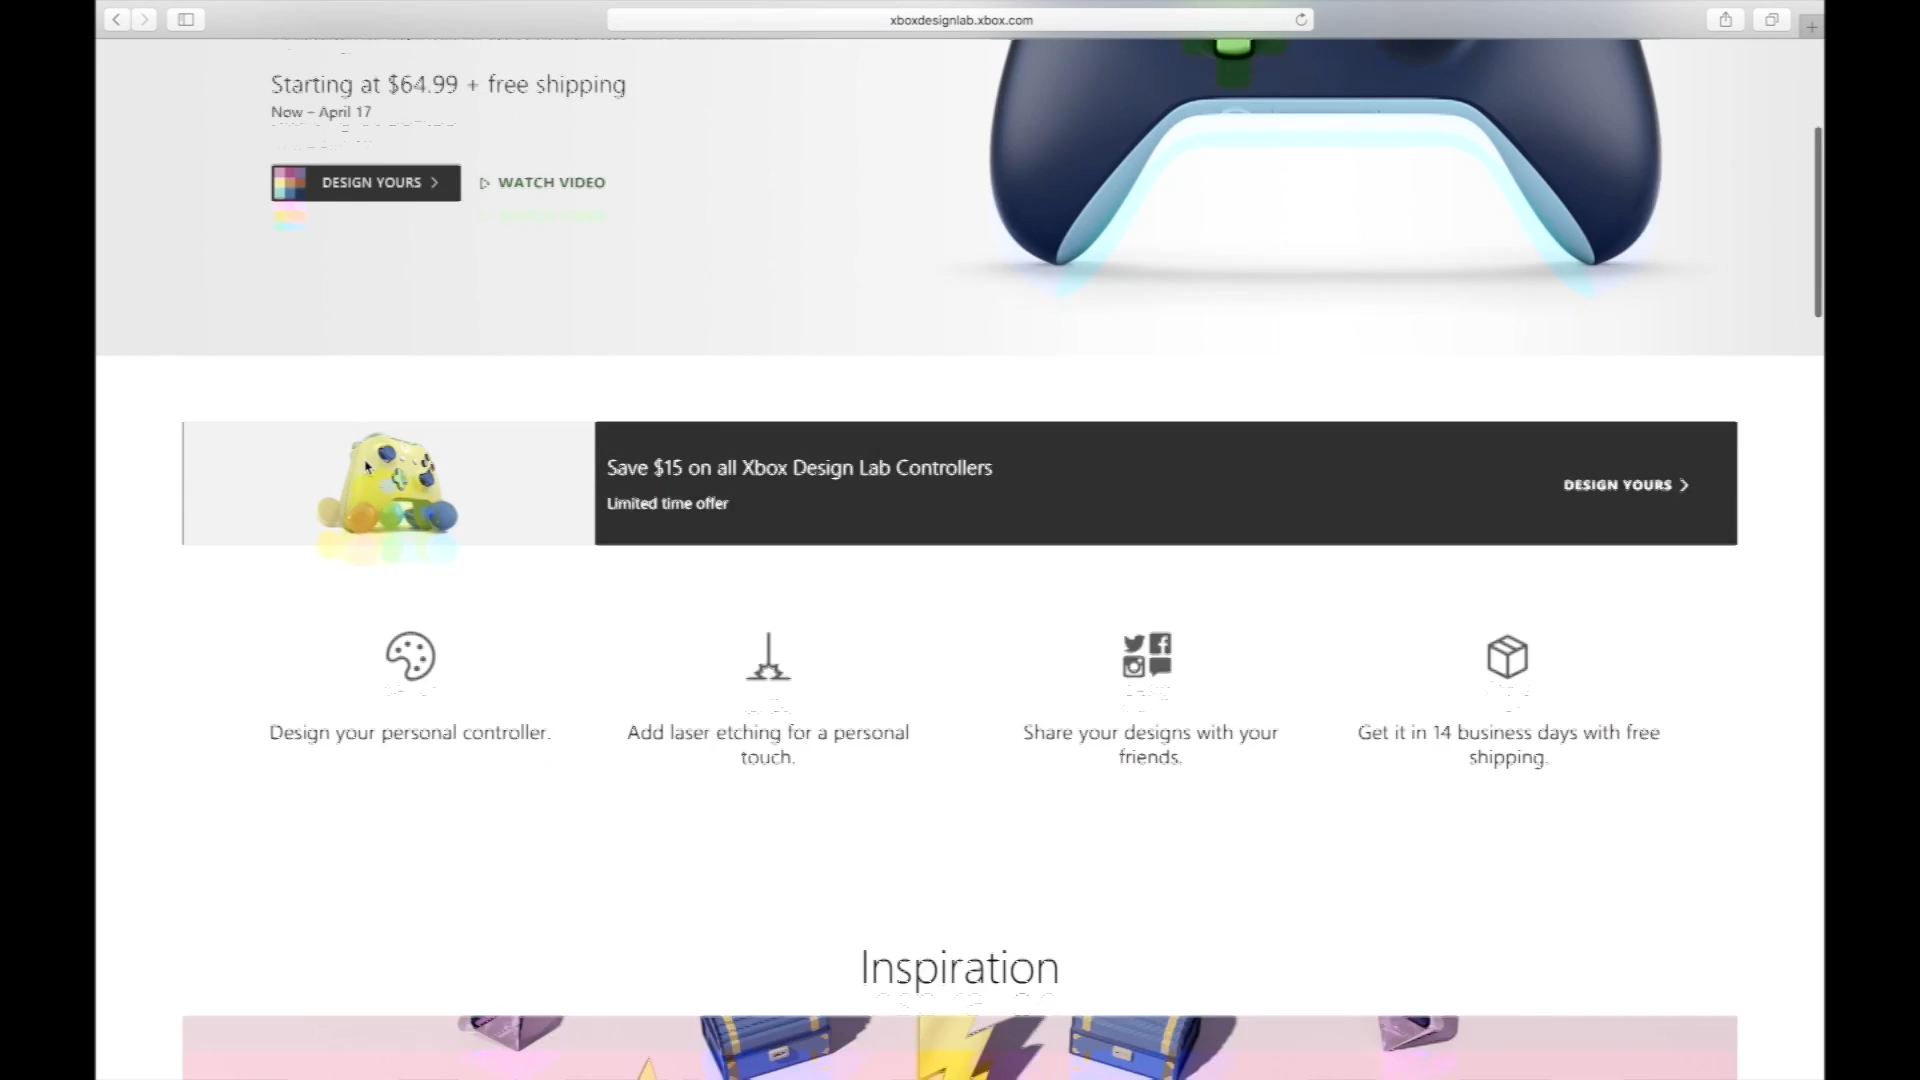 xboxdesignlab.xbox.com
Starting at $64.99 + free shipping
Now – April 17
DESIGN YOURS
WATCH VIDEO
Save $15 on all Xbox Design Lab Controllers
Limited time offer
DESIGN YOURS
Design your personal controller.
Add laser etching for a personal
touch.
Share your designs with your
friends.
Get it in 14 business days with free
shipping.
Inspiration